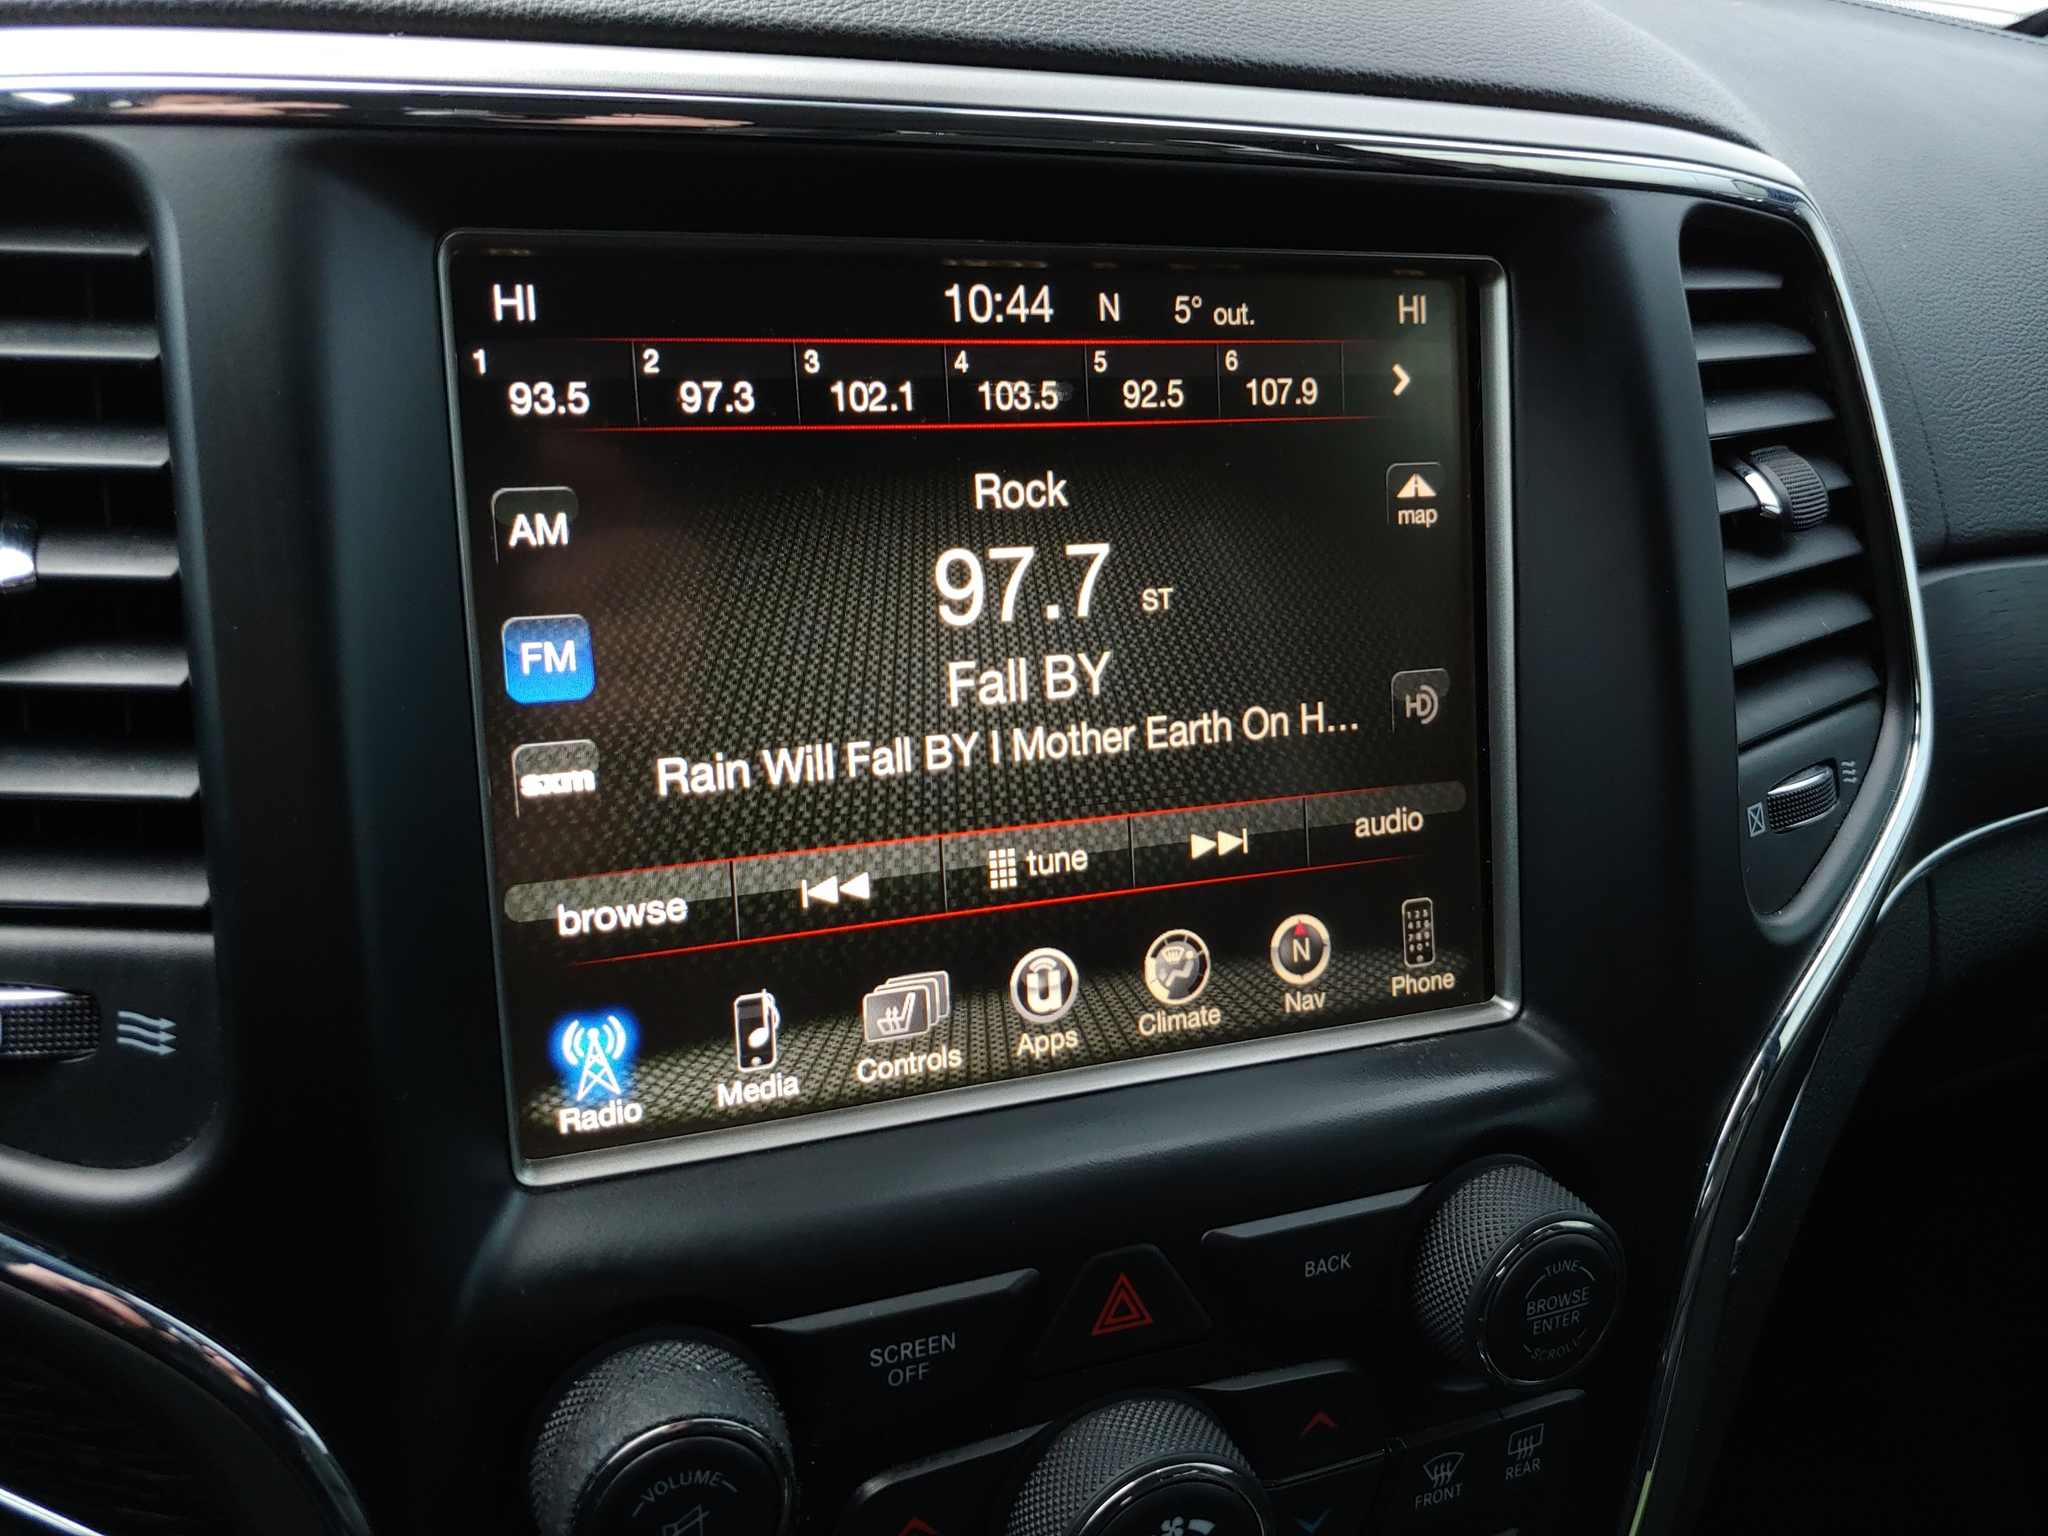 HI 10:44 N 5° out. HI
1 93.5 2 97.3 3 102.1 4 103.5 5 92.5 6 107.9
Rock
AM
map
97.7 ST
FM
Fall BY
HD
Rain Will Fall BY | Mother Earth On H...
sxm
browse tune audio
Radio Media Controls Apps Climate N Nav Phone
SCREEN
OFF
BACK
TUNE
BROWSE
ENTER
SCROLL
VOLUME
FRONT
REAR